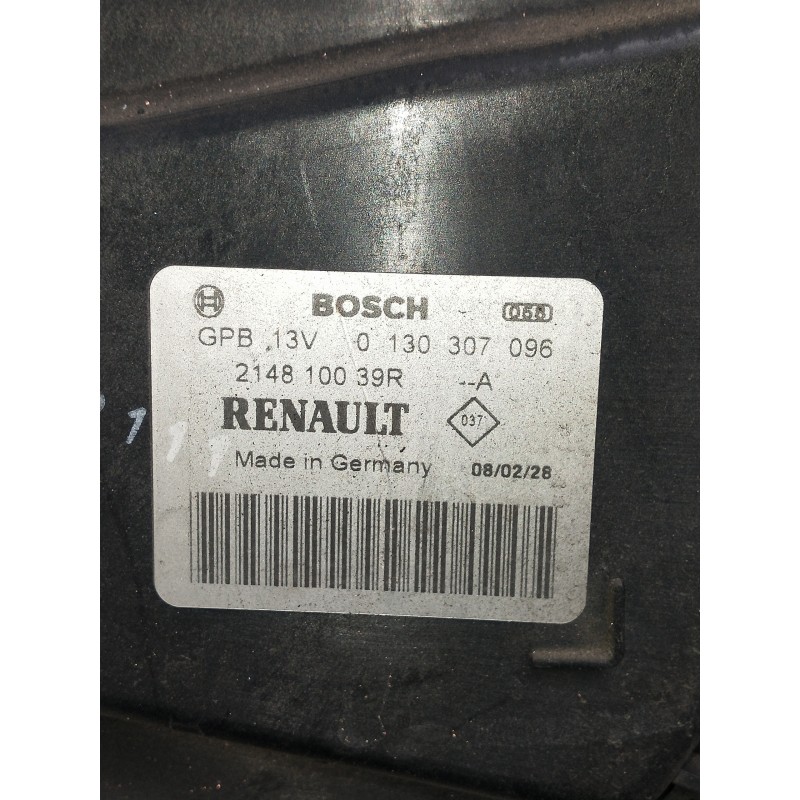 BOSCH 058
GPB 13V 0 130 307 096
2148 100 39R --A
RENAULT 037
Made in Germany 08/02/28